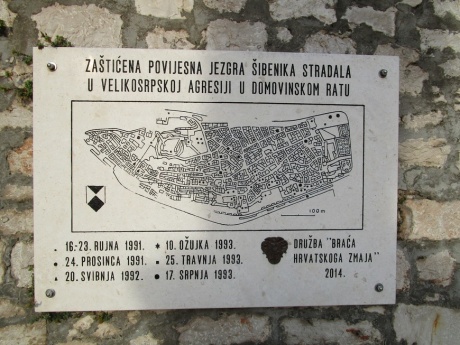 ZAŠTIĆENA POVIJESNA JEZGRA ŠIBENIKA STRADALA
U VELIKOSRPSKOJ AGRESIJI U DOMOVINSKOM RATU
100 m
16.-23. RUJNA 1991.
24. PROSINCA 1991.
20. SVIBNJA 1992.
10. OŽUJKA 1993.
25. TRAVNJA 1993.
17. SRPNJA 1993.
DRUŽBA "BRAĆA
HRVATSKOGA ZMAJA"
2014.